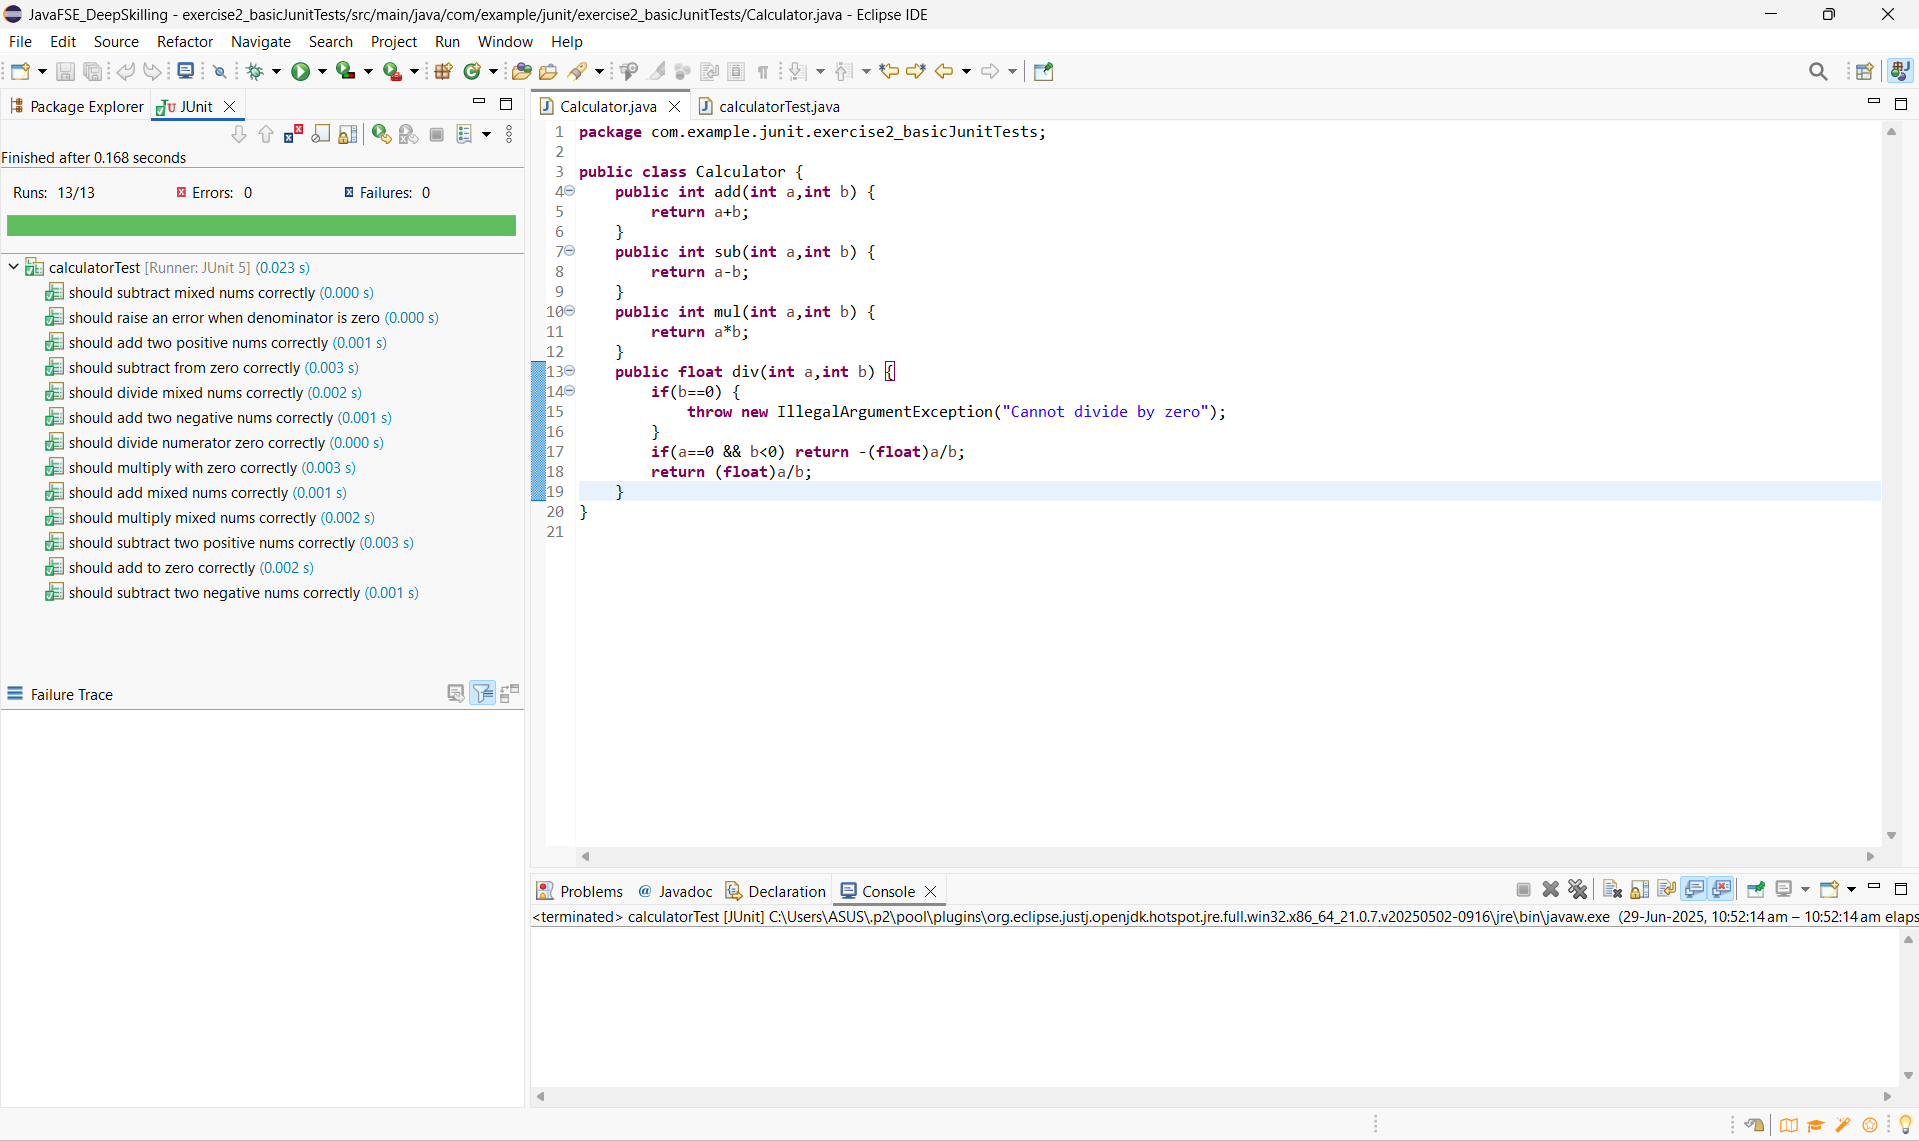 JavaFSE_DeepSkilling - exercise2_basicJunitTests/src/main/java/com/example/junit/exercise2_basicJunitTests/Calculator.java - Eclipse IDE
File Edit Source Refactor Navigate Search Project Run Window Help
Package Explorer JUnit
Finished after 0.168 seconds
Runs: 13/13 Errors: 0 Failures: 0
calculatorTest [Runner: JUnit 5] (0.023 s)
should subtract mixed nums correctly (0.000 s)
should raise an error when denominator is zero (0.000 s)
should add two positive nums correctly (0.001 s)
should subtract from zero correctly (0.003 s)
should divide mixed nums correctly (0.002 s)
should add two negative nums correctly (0.001 s)
should divide numerator zero correctly (0.000 s)
should multiply with zero correctly (0.003 s)
should add mixed nums correctly (0.001 s)
should multiply mixed nums correctly (0.002 s)
should subtract two positive nums correctly (0.003 s)
should add to zero correctly (0.002 s)
should subtract two negative nums correctly (0.001 s)
Failure Trace
Calculator.java calculatorTest.java
1 package com.example.junit.exercise2_basicJunitTests;
2
3 public class Calculator {
4     public int add(int a,int b) {
5         return a+b;
6     }
7     public int sub(int a,int b) {
8         return a-b;
9     }
10     public int mul(int a,int b) {
11         return a*b;
12     }
13     public float div(int a,int b) {
14         if(b==0) {
15             throw new IllegalArgumentException("Cannot divide by zero");
16         }
17         if(a==0 && b<0) return -(float)a/b;
18         return (float)a/b;
19     }
20 }
21
Problems @ Javadoc Declaration Console
<terminated> calculatorTest [JUnit] C:\Users\ASUS\.p2\pool\plugins\org.eclipse.justj.openjdk.hotspot.jre.full.win32.x86_64_21.0.7.v20250502-0916\jre\bin\javaw.exe (29-Jun-2025, 10:52:14 am – 10:52:14 am elaps